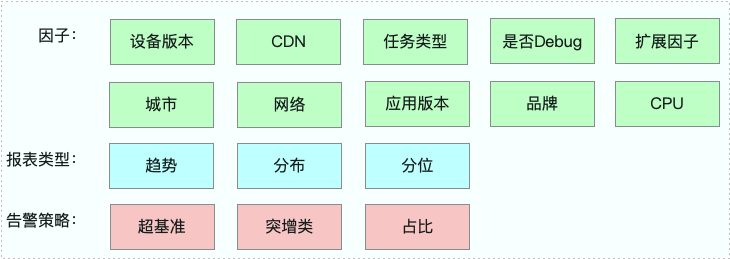 因子： 设备版本 CDN 任务类型 是否Debug 扩展因子
城市 网络 应用版本 品牌 CPU
报表类型： 趋势 分布 分位
告警策略： 超基准 突增类 占比